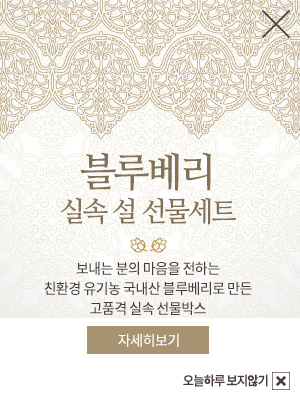 블루베리
실속 설 선물세트
보내는 분의 마음을 전하는
친환경 유기농 국내산 블루베리로 만든
고품격 실속 선물박스
자세히보기
오늘하루 보지않기